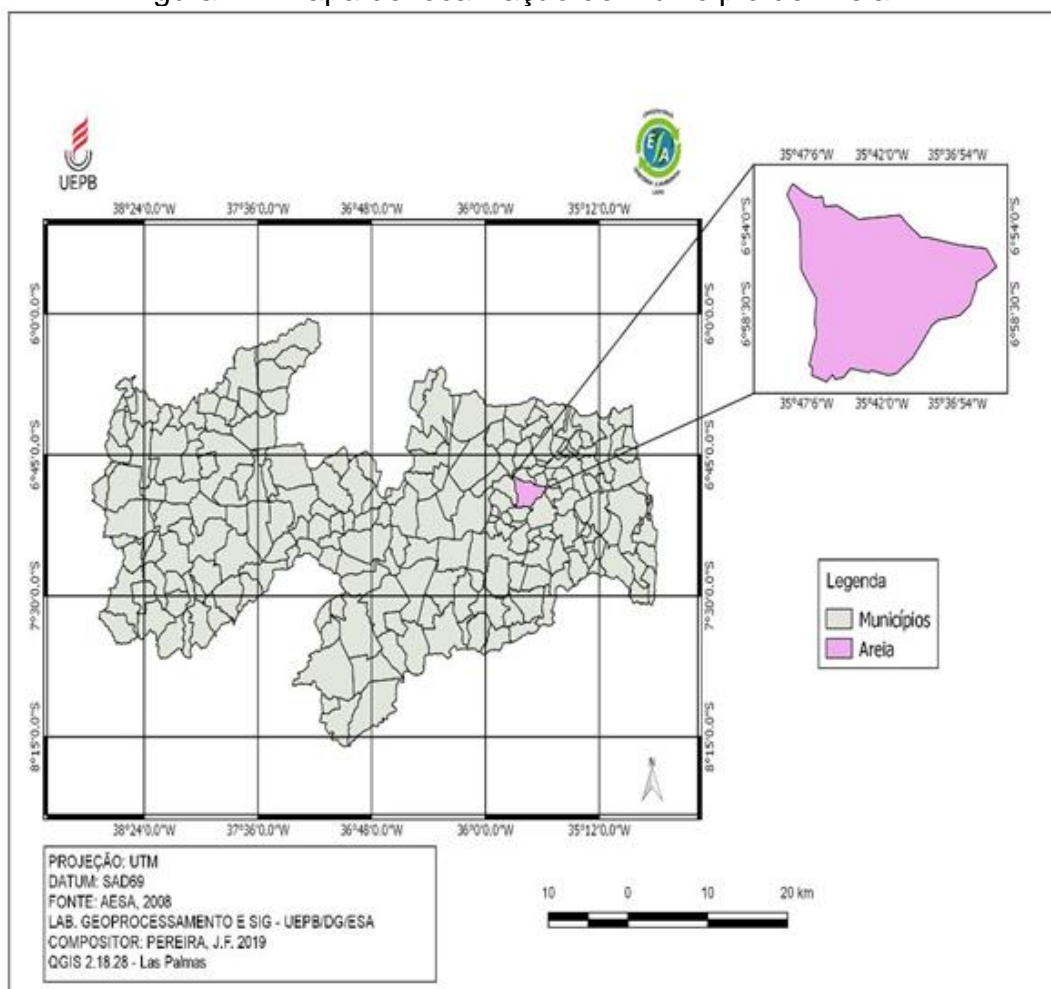 UEPB
38°24'0.0"W 37°36'0.0"W 36°48'0.0"W 36°0'0.0"W 35°12'0.0"W
35°47'6"W 35°42'0"W 35°36'54"W
6°54'0"S 6°54'0"S
6°58'30"S 6°58'30"S
35°47'6"W 35°42'0"W 35°36'54"W
6°0'0.0"S 6°0'0.0"S
6°45'0.0"S 6°45'0.0"S
7°30'0.0"S 7°30'0.0"S
8°15'0.0"S 8°15'0.0"S
Legenda
Municípios
Areia
N
38°24'0.0"W 37°36'0.0"W 36°48'0.0"W 36°0'0.0"W 35°12'0.0"W
PROJEÇÃO: UTM
DATUM: SAD69
FONTE: AESA, 2008
LAB. GEOPROCESSAMENTO E SIG - UEPB/DG/ESA
COMPOSITOR: PEREIRA, J.F. 2019
QGIS 2.18.28 - Las Palmas
10 0 10 20 km